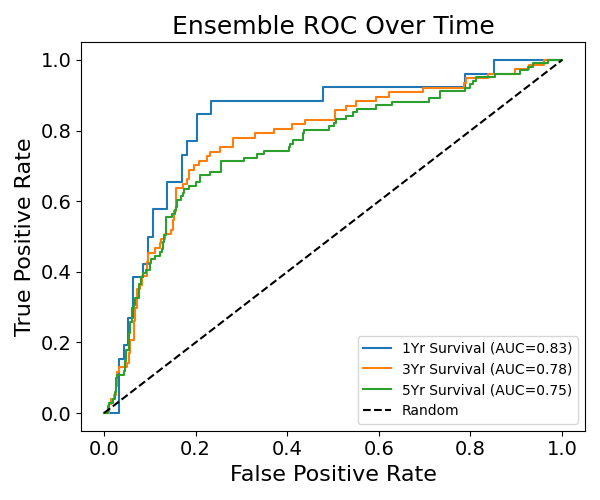 Ensemble ROC Over Time
True Positive Rate
1.0
0.8
0.6
0.4
0.2
0.0
0.0 0.2 0.4 0.6 0.8 1.0
False Positive Rate
1Yr Survival (AUC=0.83)
3Yr Survival (AUC=0.78)
5Yr Survival (AUC=0.75)
Random